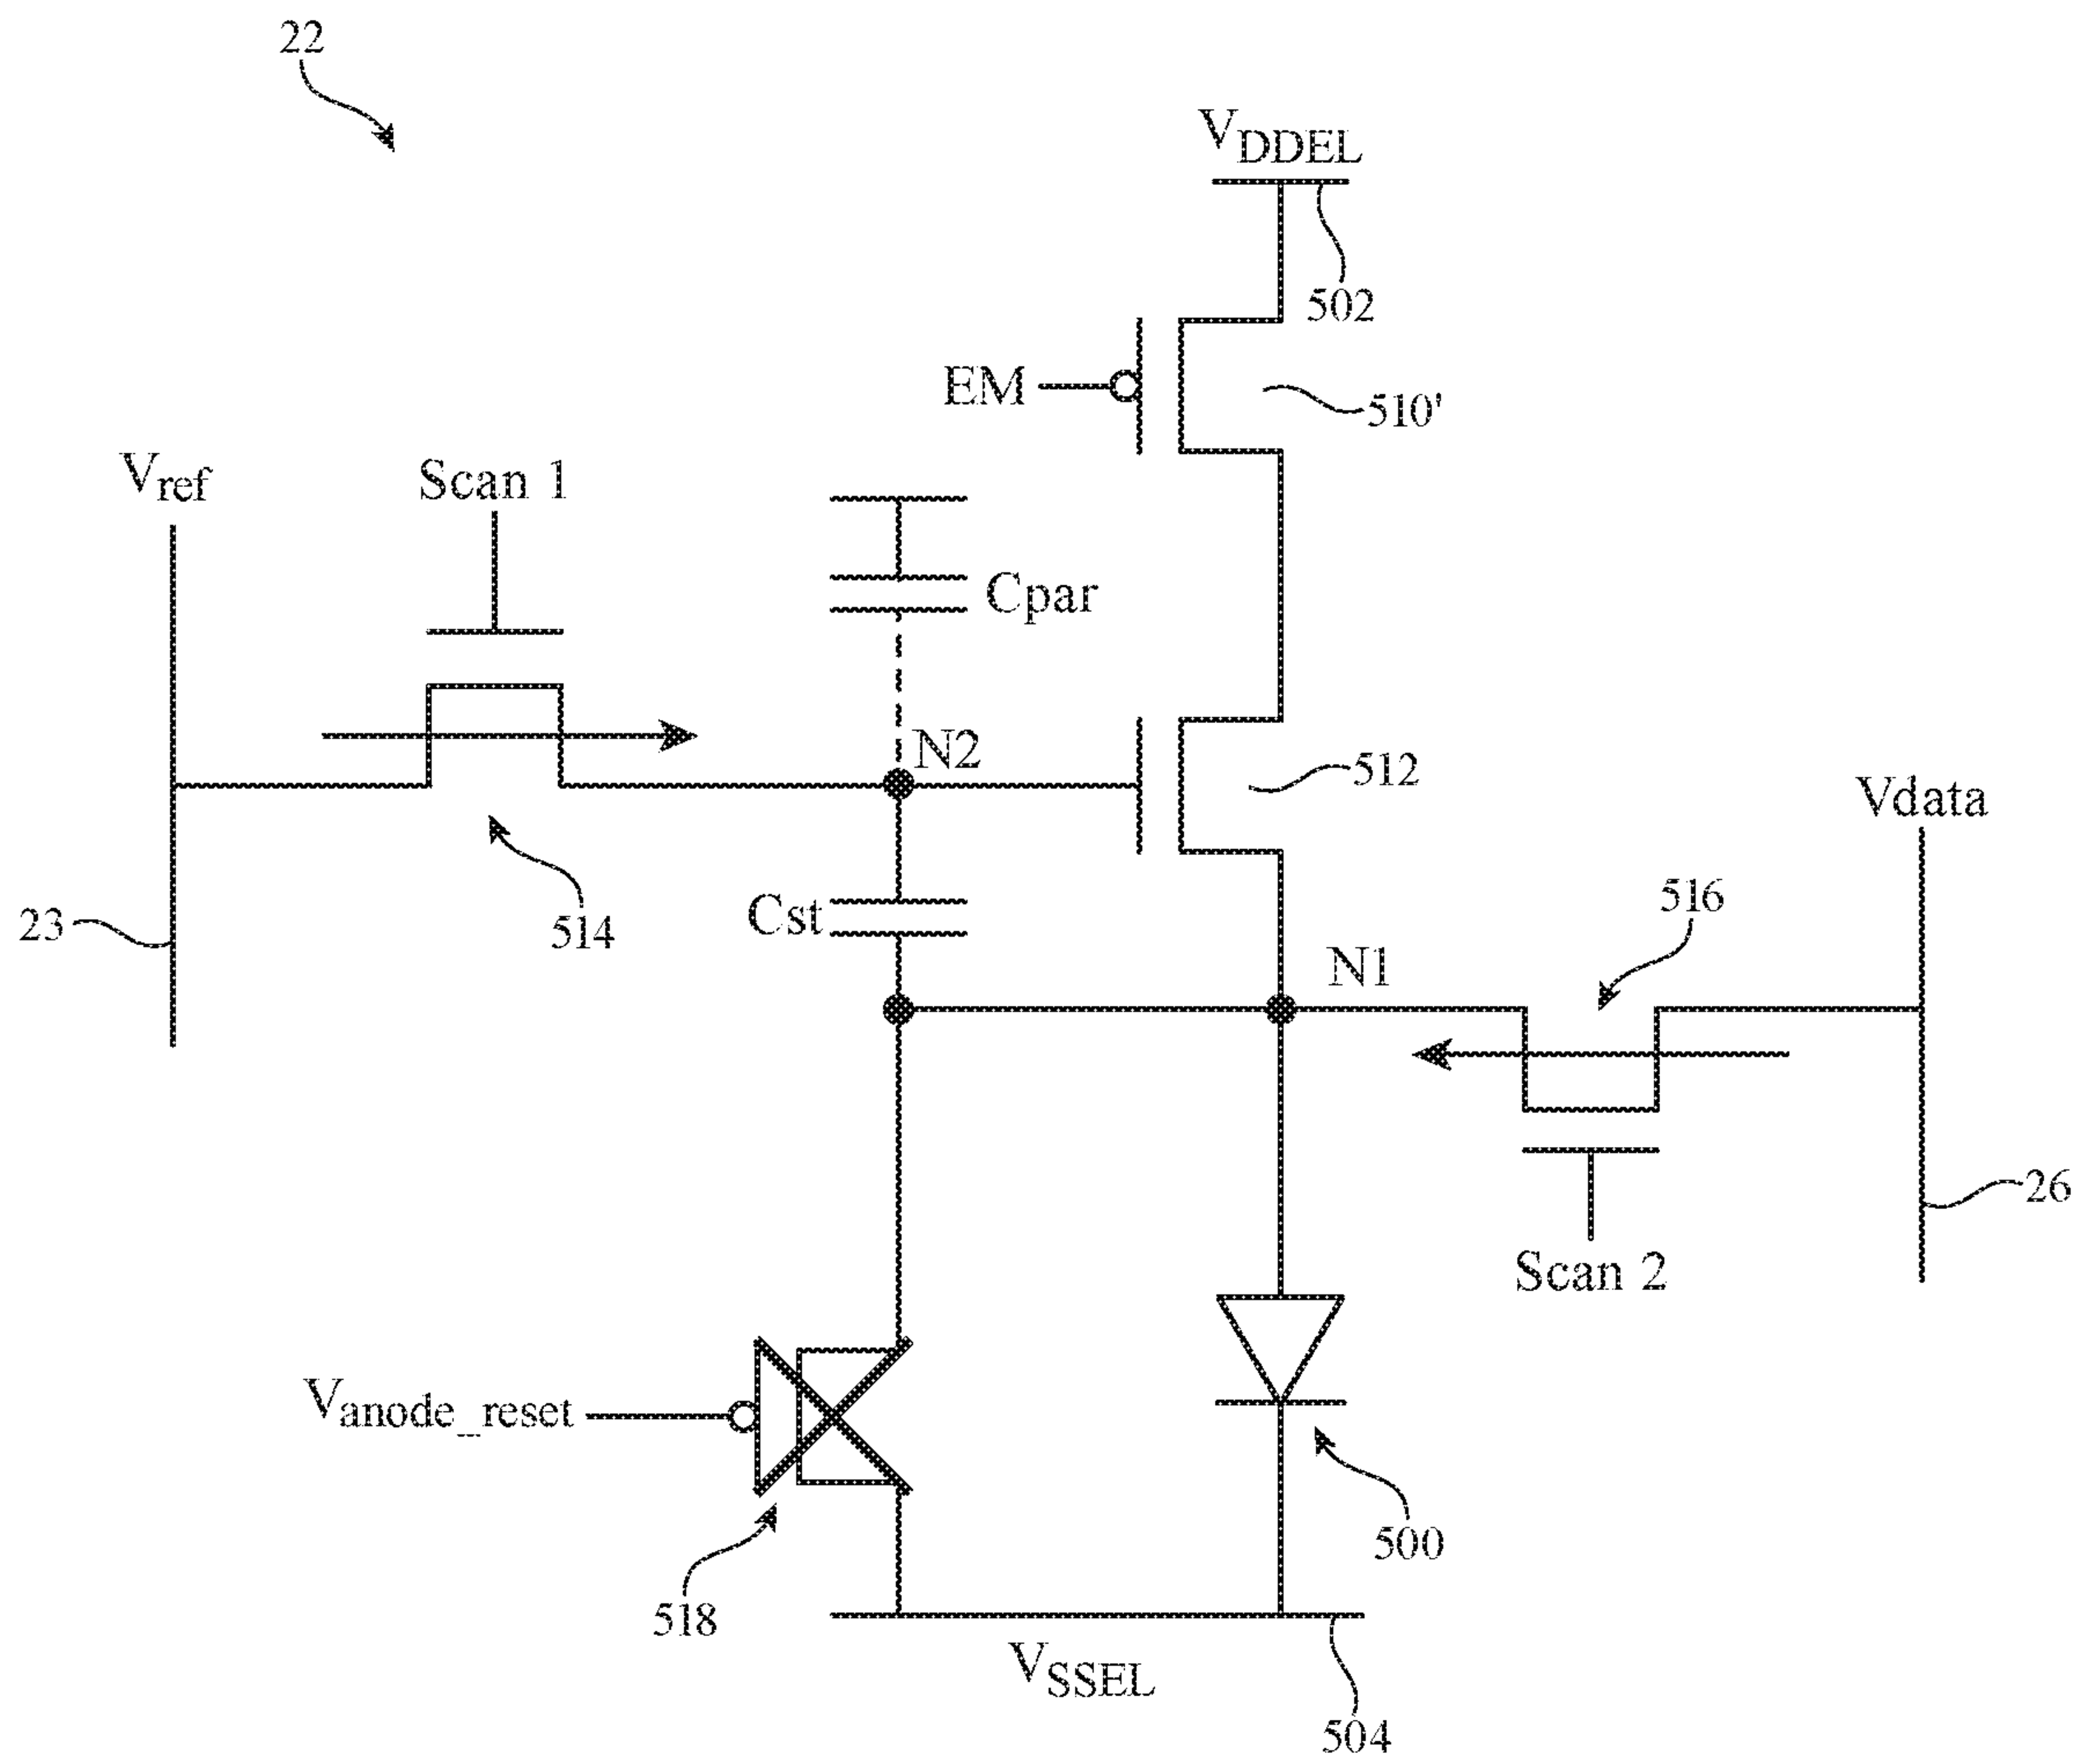 22
VDDEL
502
EM
510'
Vref
Scan 1
Cpar
N2
512
Vdata
23
514
Cst
516
N1
26
Scan 2
Vanode_reset
500
518
VSSEL
504